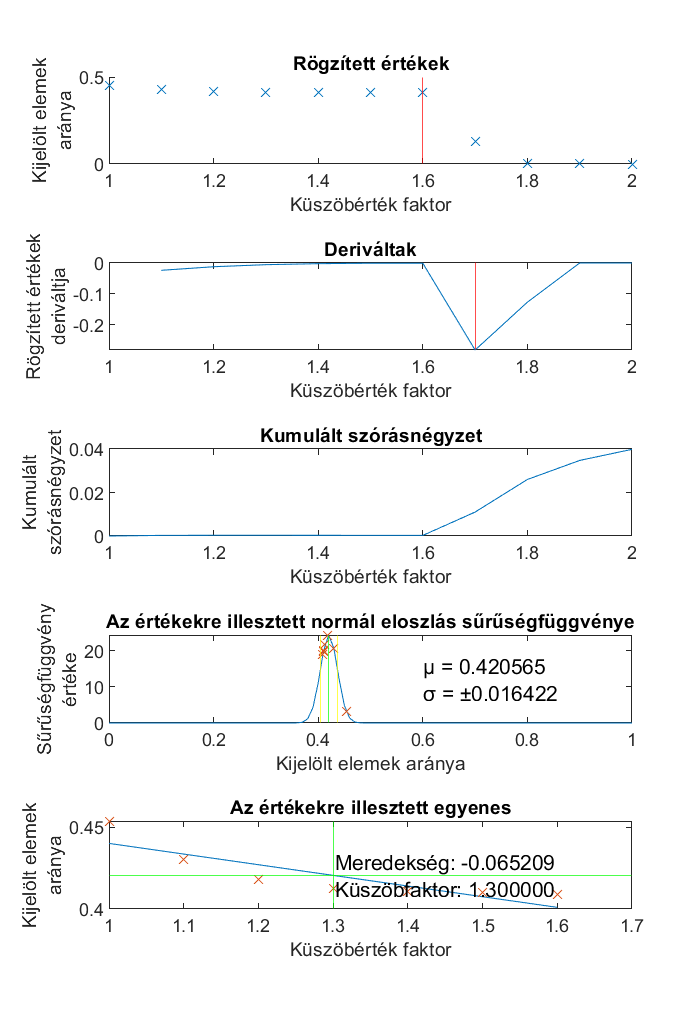 Rögzített értékek
Kijelölt elemek
aránya
0.5
0
1
1.2
1.4
1.6
1.8
2
Küszöbérték faktor
Deriváltak
Rögzített értékek
deriváltja
0
-0.1
-0.2
1
1.2
1.4
1.6
1.8
2
Küszöbérték faktor
Kumulált szórásnégyzet
Kumulált
szórásnégyzet
0.04
0.02
0
1
1.2
1.4
1.6
1.8
2
Küszöbérték faktor
Az értékekre illesztett normál eloszlás sűrűségfüggvénye
Sűrűségfüggvény
értéke
20
10
0
μ = 0.420565
σ = ±0.016422
0
0.2
0.4
0.6
0.8
1
Kijelölt elemek aránya
Az értékekre illesztett egyenes
Kijelölt elemek
aránya
0.45
0.4
Meredekség: -0.065209
Küszöbfaktor: 1.300000
1
1.1
1.2
1.3
1.4
1.5
1.6
1.7
Küszöbérték faktor